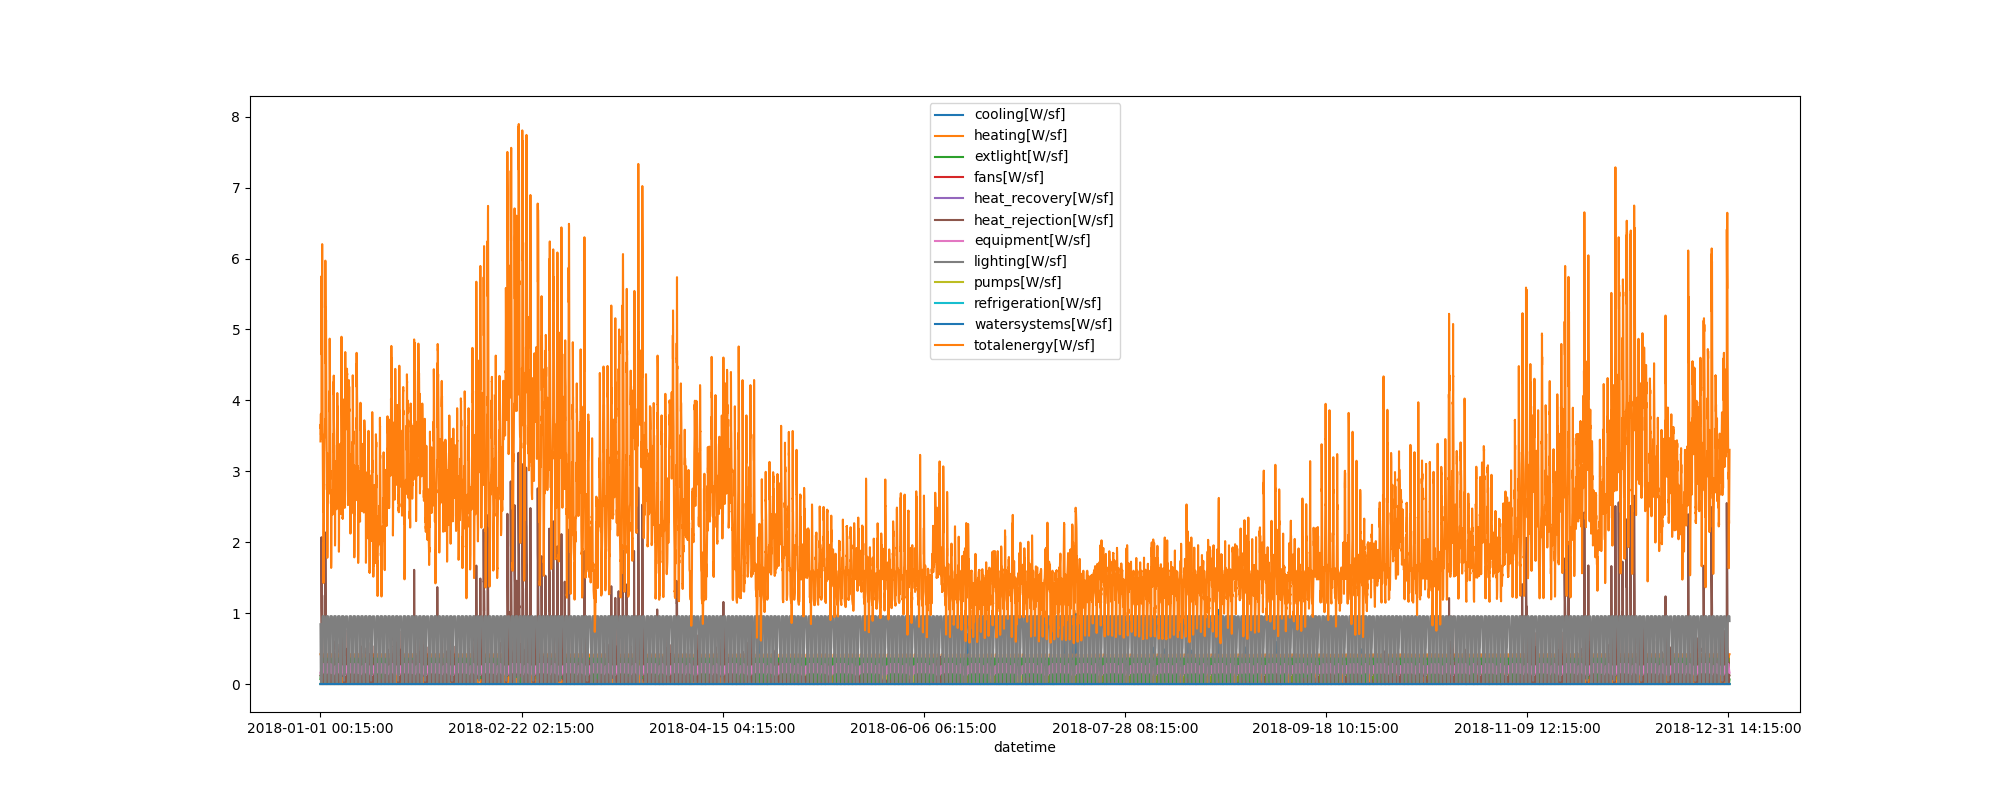 8
7
6
5
4
3
2
1
0
cooling[W/sf]
heating[W/sf]
extlight[W/sf]
fans[W/sf]
heat_recovery[W/sf]
heat_rejection[W/sf]
equipment[W/sf]
lighting[W/sf]
pumps[W/sf]
refrigeration[W/sf]
watersystems[W/sf]
totalenergy[W/sf]
2018-01-01 00:15:00 2018-02-22 02:15:00 2018-04-15 04:15:00 2018-06-06 06:15:00 2018-07-28 08:15:00 2018-09-18 10:15:00 2018-11-09 12:15:00 2018-12-31 14:15:00
datetime